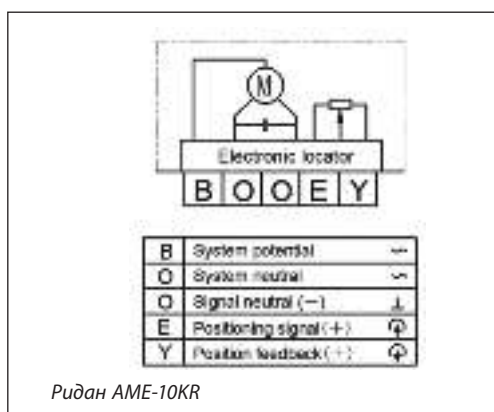 M
Electronic locator
B O O E Y
B System potential ~
O System neutral ~
O Signal neutral (—) ⊥
E Positioning signal (+)
Y Position feedback (+)
Ридан AME-10KR